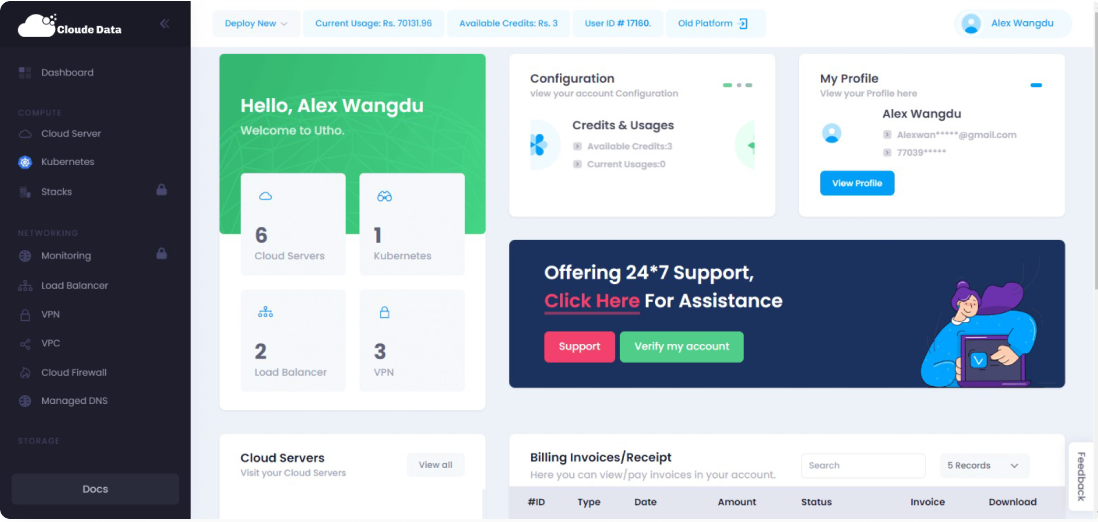 Cloude Data
Deploy New
Current Usage: Rs. 70131.96
Available Credits: Rs. 3
User ID # 17160.
Old Platform
Alex Wangdu
Dashboard
COMPUTE
Cloud Server
Kubernetes
Stacks
NETWORKING
Monitoring
Load Balancer
VPN
VPC
Cloud Firewall
Managed DNS
STORAGE
Docs
Hello, Alex Wangdu
Welcome to Utho.
6
Cloud Servers
1
Kubernetes
2
Load Balancer
3
VPN
Configuration
view your account Configuration
Credits & Usages
Available Credits:3
Current Usages:0
My Profile
View your Profile here
Alex Wangdu
Alexwan*****@gmail.com
77039*****
View Profile
Offering 24*7 Support,
Click Here For Assistance
Support
Verify my account
Cloud Servers
Visit your Cloud Servers
View all
Billing Invoices/Receipt
Here you can view/pay invoices in your account.
Search
5 Records
#ID Type Date Amount Status Invoice Download
Feedback